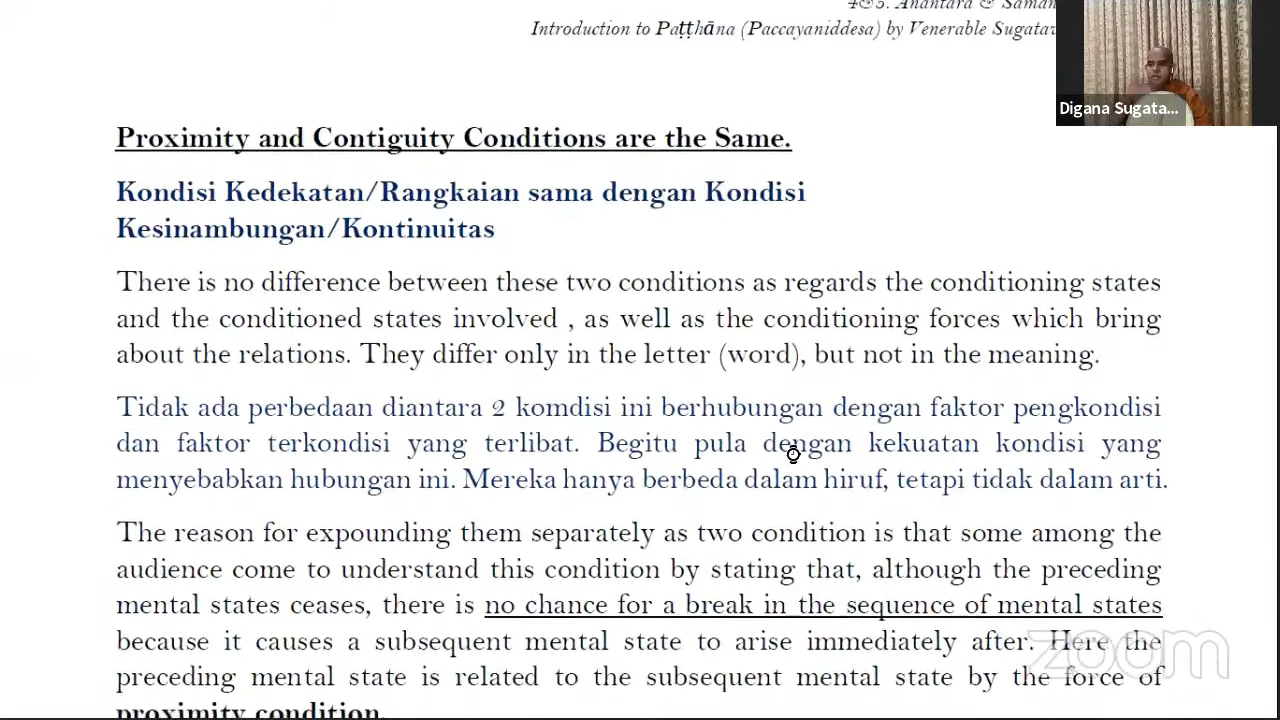 4&5. Anantara & Saman
Introduction to Paṭṭhāna (Paccayaniddesa) by Venerable Sugatav
Digana Sugata...
Proximity and Contiguity Conditions are the Same.
Kondisi Kedekatan/Rangkaian sama dengan Kondisi
Kesinambungan/Kontinuitas
There is no difference between these two conditions as regards the conditioning states
and the conditioned states involved , as well as the conditioning forces which bring
about the relations. They differ only in the letter (word), but not in the meaning.
Tidak ada perbedaan diantara 2 komdisi ini berhubungan dengan faktor pengkondisi
dan faktor terkondisi yang terlibat. Begitu pula dengan kekuatan kondisi yang
menyebabkan hubungan ini. Mereka hanya berbeda dalam hiruf, tetapi tidak dalam arti.
The reason for expounding them separately as two condition is that some among the
audience come to understand this condition by stating that, although the preceding
mental states ceases, there is no chance for a break in the sequence of mental states
because it causes a subsequent mental state to arise immediately after. Here the
preceding mental state is related to the subsequent mental state by the force of
proximity condition.
zoom